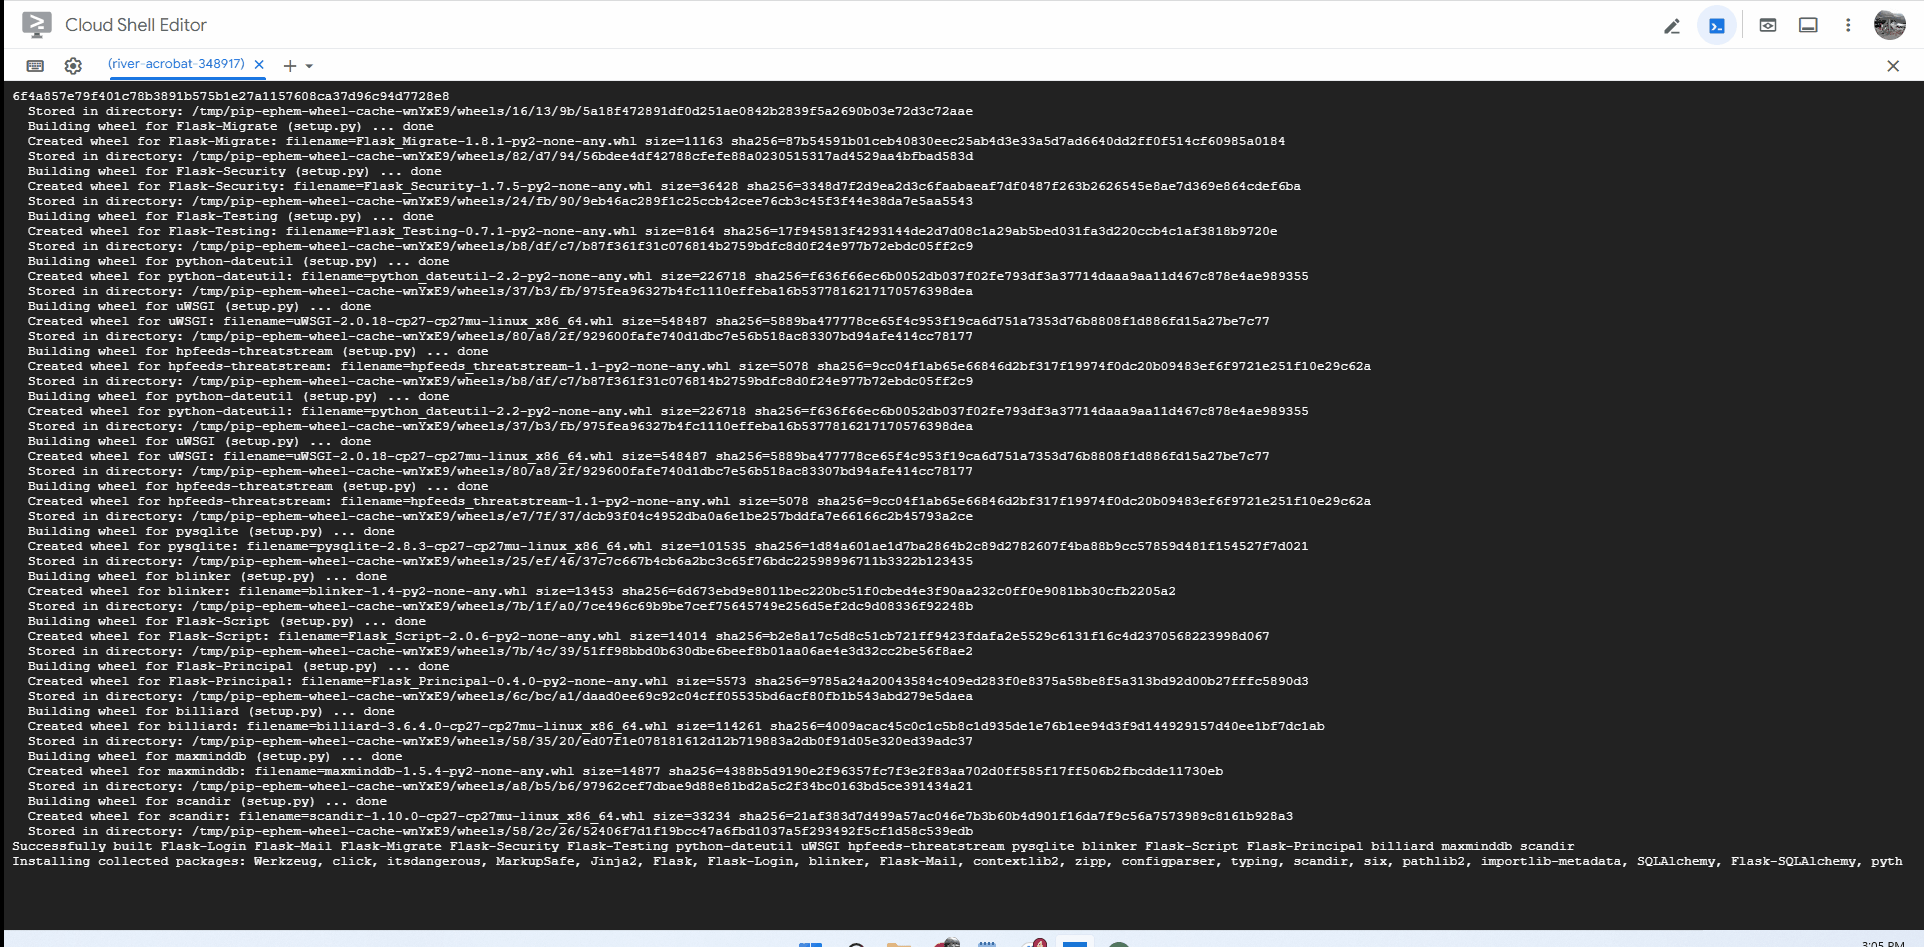 Cloud Shell Editor
(river-acrobat-348917)
6f4a857e79f401c78b3891b575b1e27a1157608ca37d96c94d7728e8
Stored in directory: /tmp/pip-ephem-wheel-cache-wnYxE9/wheels/16/13/9b/5a18f472891df0d251ae0842b2839f5a2690b03e72d3c72aae
Building wheel for Flask-Migrate (setup.py) ... done
Created wheel for Flask-Migrate: filename=Flask_Migrate-1.8.1-py2-none-any.whl size=11163 sha256=87b54591b01ceb40830eec25ab4d3e33a5d7ad6640dd2ff0f514cf60985a0184
Stored in directory: /tmp/pip-ephem-wheel-cache-wnYxE9/wheels/82/d7/94/56bdee4df42788cfefe88a0230515317ad4529aa4bfbad583d
Building wheel for Flask-Security (setup.py) ... done
Created wheel for Flask-Security: filename=Flask_Security-1.7.5-py2-none-any.whl size=36428 sha256=3348d7f2d9ea2d3c6faabaeaf7df0487f263b2626545e8ae7d369e864cdef6ba
Stored in directory: /tmp/pip-ephem-wheel-cache-wnYxE9/wheels/24/fb/90/9eb46ac289f1c25ccb42cee76cb3c45f3f44e38da7e5aa5543
Building wheel for Flask-Testing (setup.py) ... done
Created wheel for Flask-Testing: filename=Flask_Testing-0.7.1-py2-none-any.whl size=8164 sha256=17f945813f4293144de2d7d08c1a29ab5bed031fa3d220ccb4c1af3818b9720e
Stored in directory: /tmp/pip-ephem-wheel-cache-wnYxE9/wheels/b8/df/c7/b87f361f31c076814b2759bdfc8d0f24e977b72ebdc05ff2c9
Building wheel for python-dateutil (setup.py) ... done
Created wheel for python-dateutil: filename=python_dateutil-2.2-py2-none-any.whl size=226718 sha256=f636f66ec6b0052db037f02fe793df3a37714daaa9aa11d467c878e4ae989355
Stored in directory: /tmp/pip-ephem-wheel-cache-wnYxE9/wheels/37/b3/fb/975fea96327b4fc1110effeba16b5377816217170576398dea
Building wheel for uWSGI (setup.py) ... done
Created wheel for uWSGI: filename=uWSGI-2.0.18-cp27-cp27mu-linux_x86_64.whl size=548487 sha256=5889ba477778ce65f4c953f19ca6d751a7353d76b8808f1d886fd15a27be7c77
Stored in directory: /tmp/pip-ephem-wheel-cache-wnYxE9/wheels/80/a8/2f/929600fafe740d1dbc7e56b518ac83307bd94afe414cc78177
Building wheel for hpfeeds-threatstream (setup.py) ... done
Created wheel for hpfeeds-threatstream: filename=hpfeeds_threatstream-1.1-py2-none-any.whl size=5078 sha256=9cc04f1ab65e66846d2bf317f19974f0dc20b09483ef6f9721e251f10e29c62a
Stored in directory: /tmp/pip-ephem-wheel-cache-wnYxE9/wheels/b8/df/c7/b87f361f31c076814b2759bdfc8d0f24e977b72ebdc05ff2c9
Building wheel for python-dateutil (setup.py) ... done
Created wheel for python-dateutil: filename=python_dateutil-2.2-py2-none-any.whl size=226718 sha256=f636f66ec6b0052db037f02fe793df3a37714daaa9aa11d467c878e4ae989355
Stored in directory: /tmp/pip-ephem-wheel-cache-wnYxE9/wheels/37/b3/fb/975fea96327b4fc1110effeba16b5377816217170576398dea
Building wheel for uWSGI (setup.py) ... done
Created wheel for uWSGI: filename=uWSGI-2.0.18-cp27-cp27mu-linux_x86_64.whl size=548487 sha256=5889ba477778ce65f4c953f19ca6d751a7353d76b8808f1d886fd15a27be7c77
Stored in directory: /tmp/pip-ephem-wheel-cache-wnYxE9/wheels/80/a8/2f/929600fafe740d1dbc7e56b518ac83307bd94afe414cc78177
Building wheel for hpfeeds-threatstream (setup.py) ... done
Created wheel for hpfeeds-threatstream: filename=hpfeeds_threatstream-1.1-py2-none-any.whl size=5078 sha256=9cc04f1ab65e66846d2bf317f19974f0dc20b09483ef6f9721e251f10e29c62a
Stored in directory: /tmp/pip-ephem-wheel-cache-wnYxE9/wheels/e7/7f/37/dcb93f04c4952dba0a6e1be257bddfa7e66166c2b45793a2ce
Building wheel for pysqlite (setup.py) ... done
Created wheel for pysqlite: filename=pysqlite-2.8.3-cp27-cp27mu-linux_x86_64.whl size=101535 sha256=1d84a601ae1d7ba2864b2c89d2782607f4ba88b9cc57859d481f154527f7d021
Stored in directory: /tmp/pip-ephem-wheel-cache-wnYxE9/wheels/25/ef/46/37c7c667b4cb6a2bc3c65f76bdc22598996711b3322b123435
Building wheel for blinker (setup.py) ... done
Created wheel for blinker: filename=blinker-1.4-py2-none-any.whl size=13453 sha256=6d673ebd9e8011bec220bc51f0cbed4e3f90aa232c0ff0e9081bb30cfb2205a2
Stored in directory: /tmp/pip-ephem-wheel-cache-wnYxE9/wheels/7b/1f/a0/7ce496c69b9be7cef75645749e256d5ef2dc9d08336f92248b
Building wheel for Flask-Script (setup.py) ... done
Created wheel for Flask-Script: filename=Flask_Script-2.0.6-py2-none-any.whl size=14014 sha256=b2e8a17c5d8c51cb721ff9423fdafa2e5529c6131f16c4d2370568223998d067
Stored in directory: /tmp/pip-ephem-wheel-cache-wnYxE9/wheels/7b/4c/39/51ff98bbd0b630dbe6beef8b01aa06ae4e3d32cc2be56f8ae2
Building wheel for Flask-Principal (setup.py) ... done
Created wheel for Flask-Principal: filename=Flask_Principal-0.4.0-py2-none-any.whl size=5573 sha256=9785a24a20043584c409ed283f0e8375a58be8f5a313bd92d00b27fffc5890d3
Stored in directory: /tmp/pip-ephem-wheel-cache-wnYxE9/wheels/6c/bc/a1/daad0ee69c92c04cff05535bd6acf80fb1b543abd279e5daea
Building wheel for billiard (setup.py) ... done
Created wheel for billiard: filename=billiard-3.6.4.0-cp27-cp27mu-linux_x86_64.whl size=114261 sha256=4009acac45c0c1c5b8c1d935de1e76b1ee94d3f9d144929157d40ee1bf7dc1ab
Stored in directory: /tmp/pip-ephem-wheel-cache-wnYxE9/wheels/58/35/20/ed07f1e078181612d12b719883a2db0f91d05e320ed39adc37
Building wheel for maxminddb (setup.py) ... done
Created wheel for maxminddb: filename=maxminddb-1.5.4-py2-none-any.whl size=14877 sha256=4388b5d9190e2f96357fc7f3e2f83aa702d0ff585f17ff506b2fbcdde11730eb
Stored in directory: /tmp/pip-ephem-wheel-cache-wnYxE9/wheels/a8/b5/b6/97962cef7dbae9d88e81bd2a5c2f34bc0163bd5ce391434a21
Building wheel for scandir (setup.py) ... done
Created wheel for scandir: filename=scandir-1.10.0-cp27-cp27mu-linux_x86_64.whl size=33234 sha256=21af383d7d499a57ac046e7b3b60b4d901f16da7f9c56a7573989c8161b928a3
Stored in directory: /tmp/pip-ephem-wheel-cache-wnYxE9/wheels/58/2c/26/52406f7d1f19bcc47a6fbd1037a5f293492f5cf1d58c539edb
Successfully built Flask-Login Flask-Mail Flask-Migrate Flask-Security Flask-Testing python-dateutil uWSGI hpfeeds-threatstream pysqlite blinker Flask-Script Flask-Principal billiard maxminddb scandir
Installing collected packages: Werkzeug, click, itsdangerous, MarkupSafe, Jinja2, Flask, Flask-Login, blinker, Flask-Mail, contextlib2, zipp, configparser, typing, scandir, six, pathlib2, importlib-metadata, SQLAlchemy, Flask-SQLAlchemy, pyth
3:05 PM